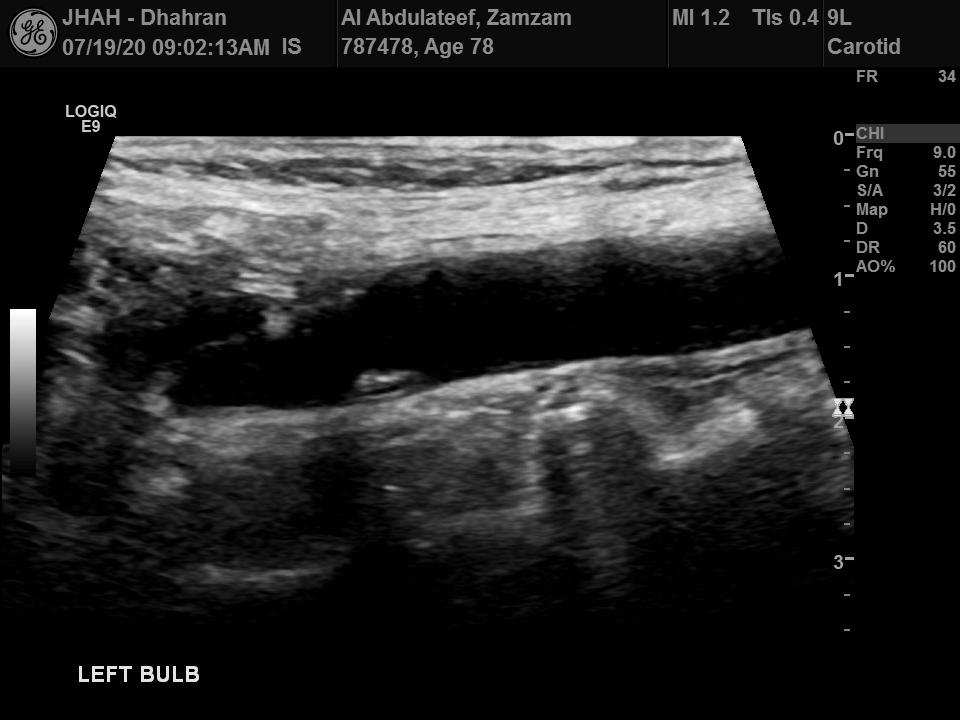 JHAH - Dhahran
07/19/20 09:02:13AM IS
Al Abdulateef, Zamzam
787478, Age 78
MI 1.2 TIs 0.4
9L
Carotid
FR 34
LOGIQ
E9
CHI
Frq 9.0
Gn 55
S/A 3/2
Map H/0
D 3.5
DR 60
AO% 100
0
1
2
3
LEFT BULB